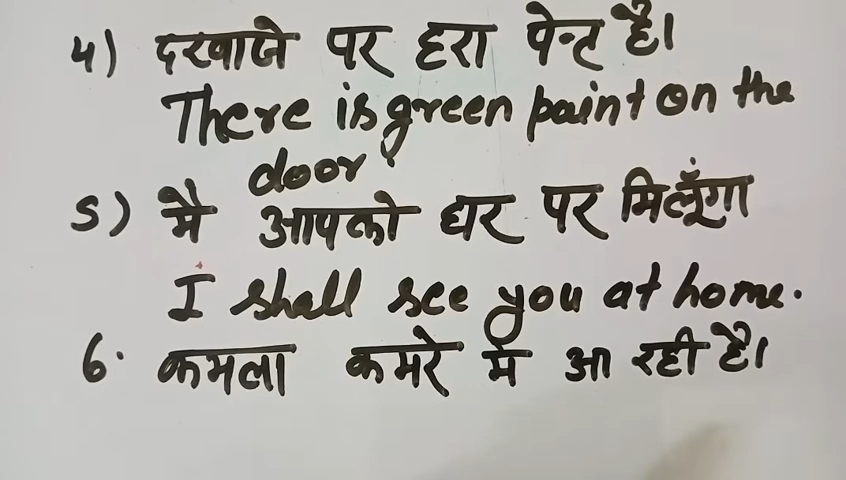 4) दरवाजे पर हरा पेन्ट है।
There is green paint on the
door.
5) मै आपको घर पर मिलूँगा
I shall see you at home.
6. कमला कमरे मे आ रही है।